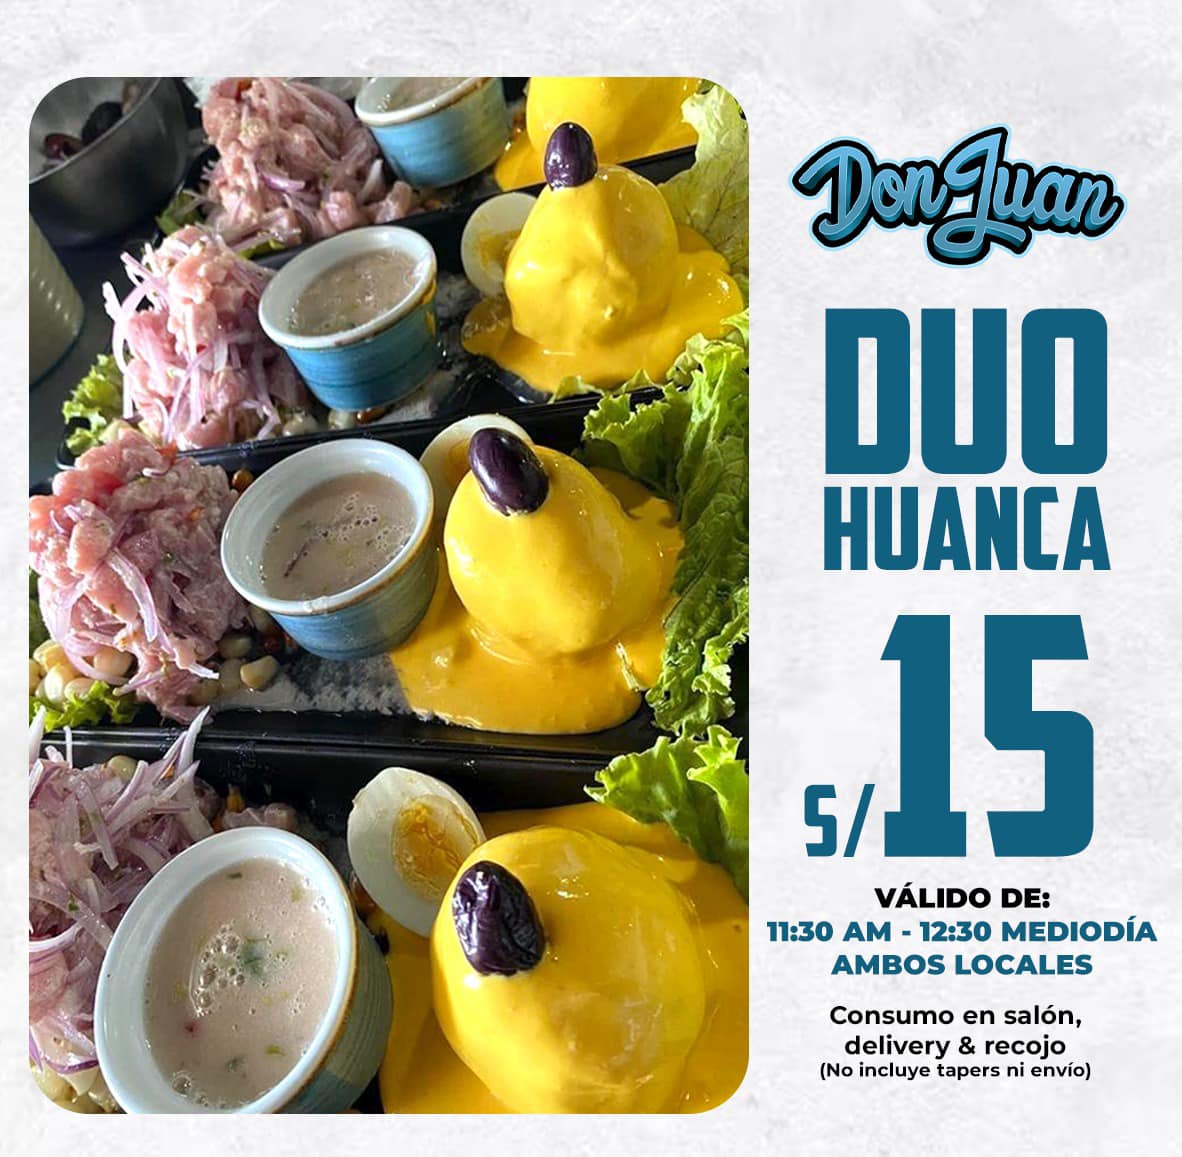 Don Juan
DUO
HUANCA
S/15
VÁLIDO DE:
11:30 AM - 12:30 MEDIODÍA
AMBOS LOCALES
Consumo en salón,
delivery & recojo
(No incluye tapers ni envío)